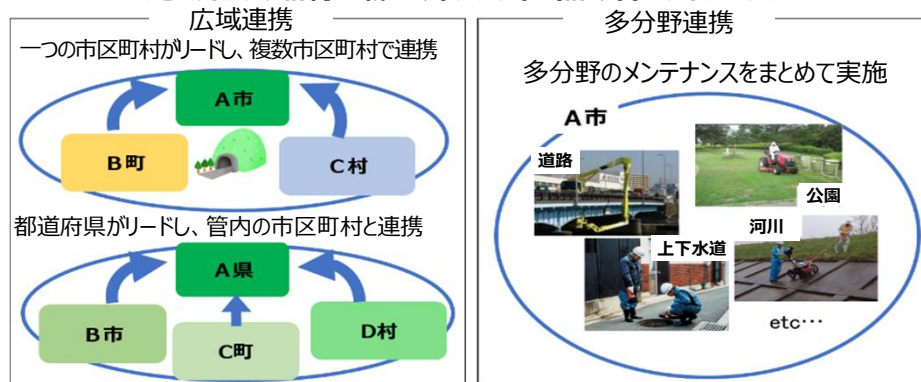 広域連携
一つの市区町村がリードし、複数市区町村で連携
A市
B町
C村
都道府県がリードし、管内の市区町村と連携
A県
B市
C町
D村
多分野連携
多分野のメンテナンスをまとめて実施
A市
道路
公園
上下水道
河川
etc…